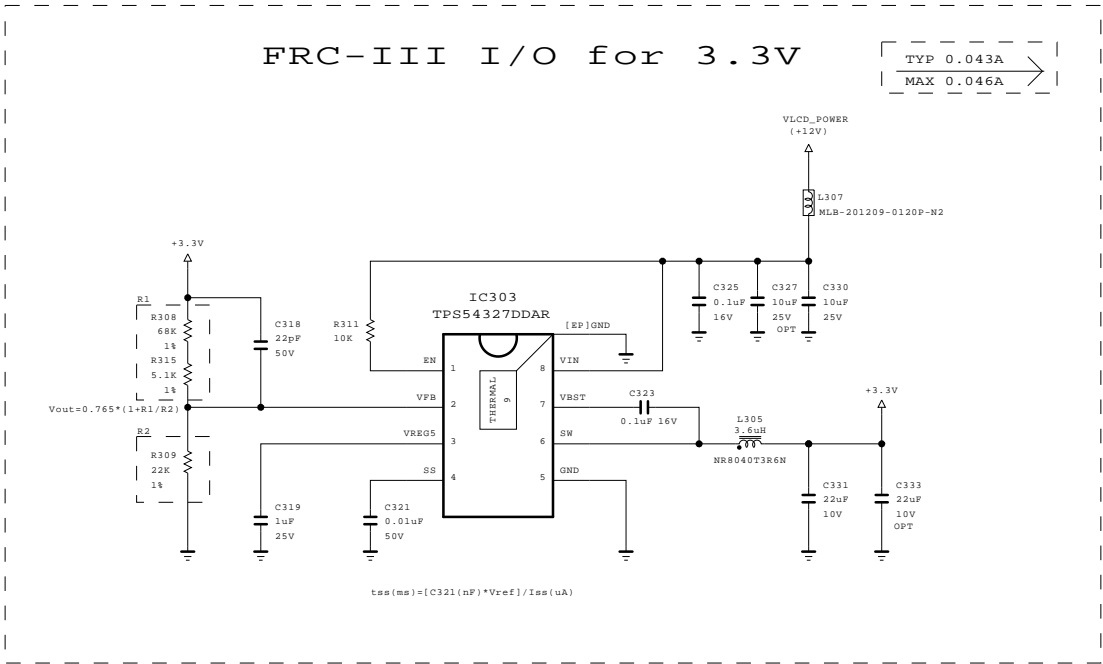 FRC-III I/O for 3.3V
TYP 0.043A
MAX 0.046A
VLCD_POWER
(+12V)
L307
MLB-201209-0120P-N2
+3.3V
R1
R308
68K
1%
R315
5.1K
1%
C318
22pF
50V
R311
10K
IC303
TPS54327DDAR
[EP]GND
C325
0.1uF
16V
C327
10uF
25V
OPT
C330
10uF
25V
EN
1
VFB
2
VREG5
3
SS
4
THERMAL
9
8
VIN
7
VBST
6
SW
5
GND
Vout=0.765*(1+R1/R2)
R2
R309
22K
1%
C319
1uF
25V
C321
0.01uF
50V
C323
0.1uF 16V
L305
3.6uH
NR8040T3R6N
+3.3V
C331
22uF
10V
C333
22uF
10V
OPT
tss(ms)=[C321(nF)*Vref]/Iss(uA)